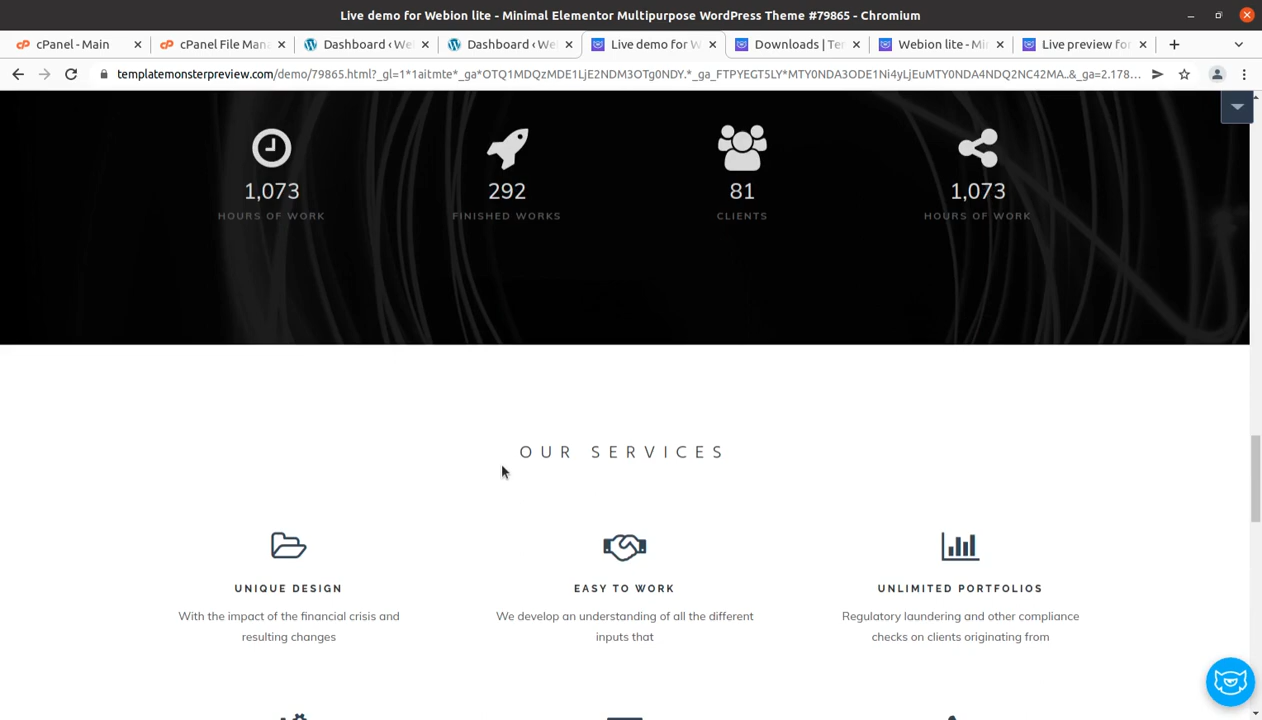 Live demo for Webion lite - Minimal Elementor Multipurpose WordPress Theme #79865 - Chromium
cPanel - Main
cPanel File Mana
Dashboard ‹ We
Dashboard ‹ We
Live demo for W
Downloads | Te
Webion lite - Mi
Live preview for
templatemonsterpreview.com/demo/79865.html?_gl=1*1aitmte*_ga*OTQ1MDQzMDE1LjE2NDM3OTg0NDY.*_ga_FTPYEGT5LY*MTY0NDA3ODE1Ni4yLjEuMTY0NDA4NDQ2NC42MA..&_ga=2.178...
1,073
292
81
1,073
HOURS OF WORK
FINISHED WORKS
CLIENTS
HOURS OF WORK
OUR SERVICES
UNIQUE DESIGN
EASY TO WORK
UNLIMITED PORTFOLIOS
With the impact of the financial crisis and
resulting changes
We develop an understanding of all the different
inputs that
Regulatory laundering and other compliance
checks on clients originating from